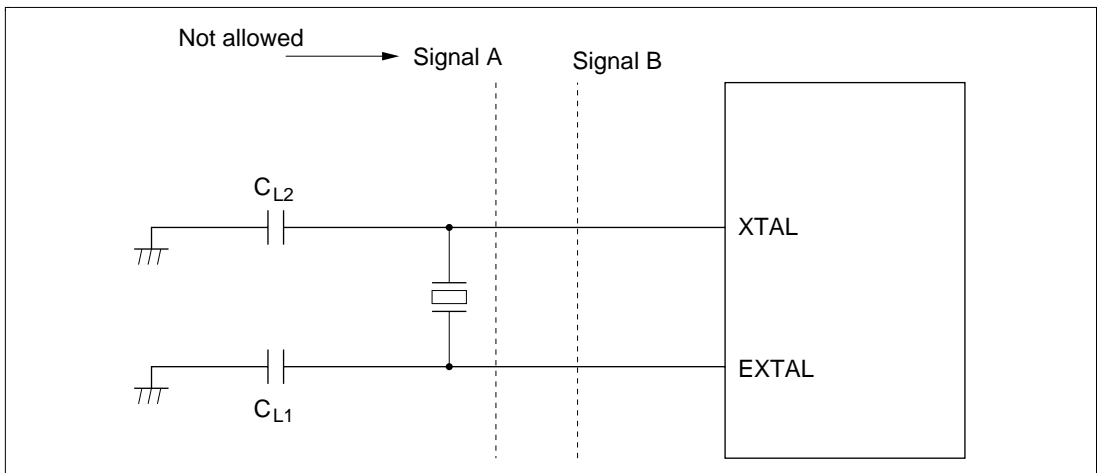 Not allowed
Signal A
Signal B
CL2
XTAL
EXTAL
CL1